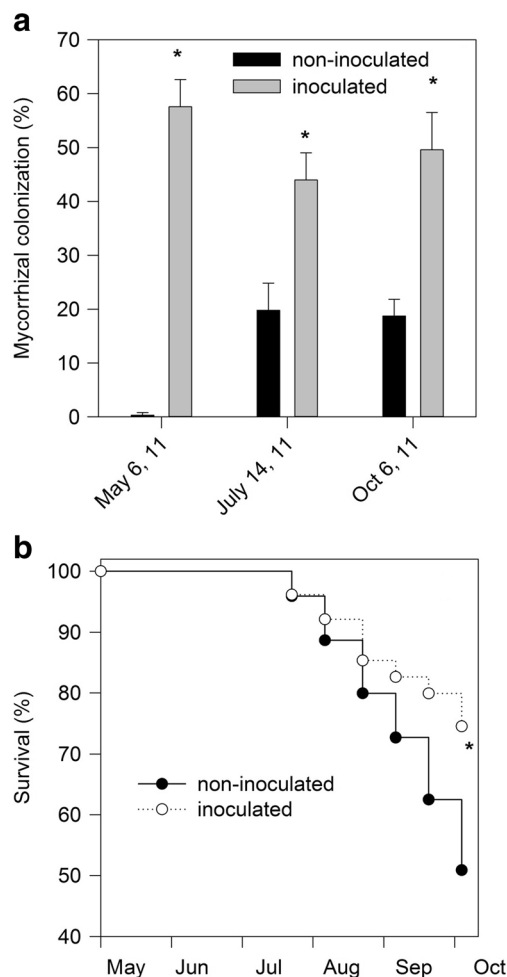 a
70
60
50
40
30
20
10
0
Mycorrhizal colonization (%)
non-inoculated
inoculated
*
*
*
May 6, 11
July 14, 11
Oct 6, 11
b
100
90
80
70
60
50
40
Survival (%)
non-inoculated
inoculated
*
May Jun Jul Aug Sep Oct